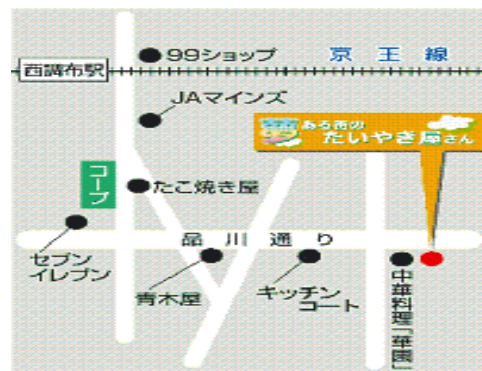 99ショップ
京王線
西調布駅
JAマインズ
ある街の
たいやき屋さん
コープ
たこ焼き屋
品川通り
セブン
イレブン
青木屋
キッチン
コート
中華料理「華園」